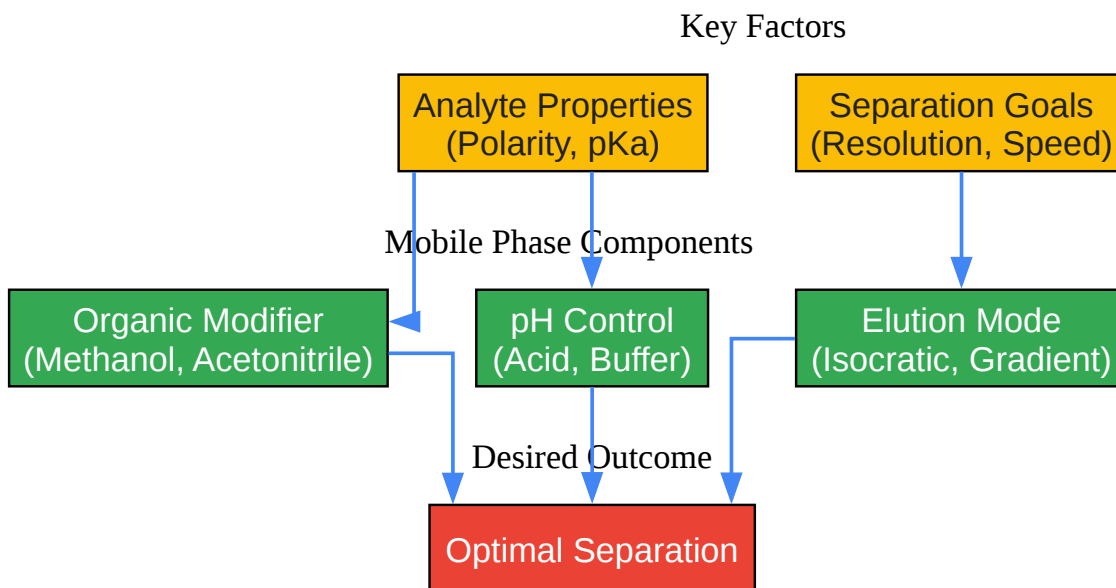 Key Factors
Analyte Properties
(Polarity, pKa)
Separation Goals
(Resolution, Speed)
Mobile Phase Components
Organic Modifier
(Methanol, Acetonitrile)
pH Control
(Acid, Buffer)
Elution Mode
(Isocratic, Gradient)
Desired Outcome
Optimal Separation